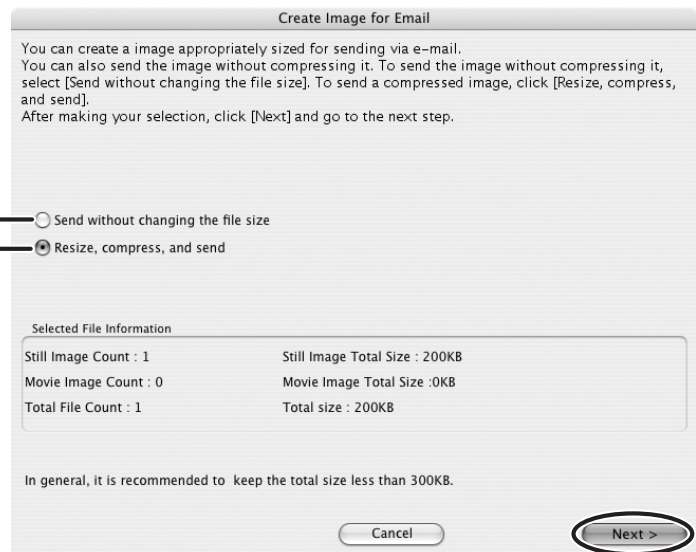 Create Image for Email
You can create a image appropriately sized for sending via e-mail.
You can also send the image without compressing it. To send the image without compressing it,
select [Send without changing the file size]. To send a compressed image, click [Resize, compress,
and send].
After making your selection, click [Next] and go to the next step.
Send without changing the file size
Resize, compress, and send
Selected File Information
Still Image Count : 1 Still Image Total Size : 200KB
Movie Image Count : 0 Movie Image Total Size :0KB
Total File Count : 1 Total size : 200KB
In general, it is recommended to keep the total size less than 300KB.
Cancel Next >